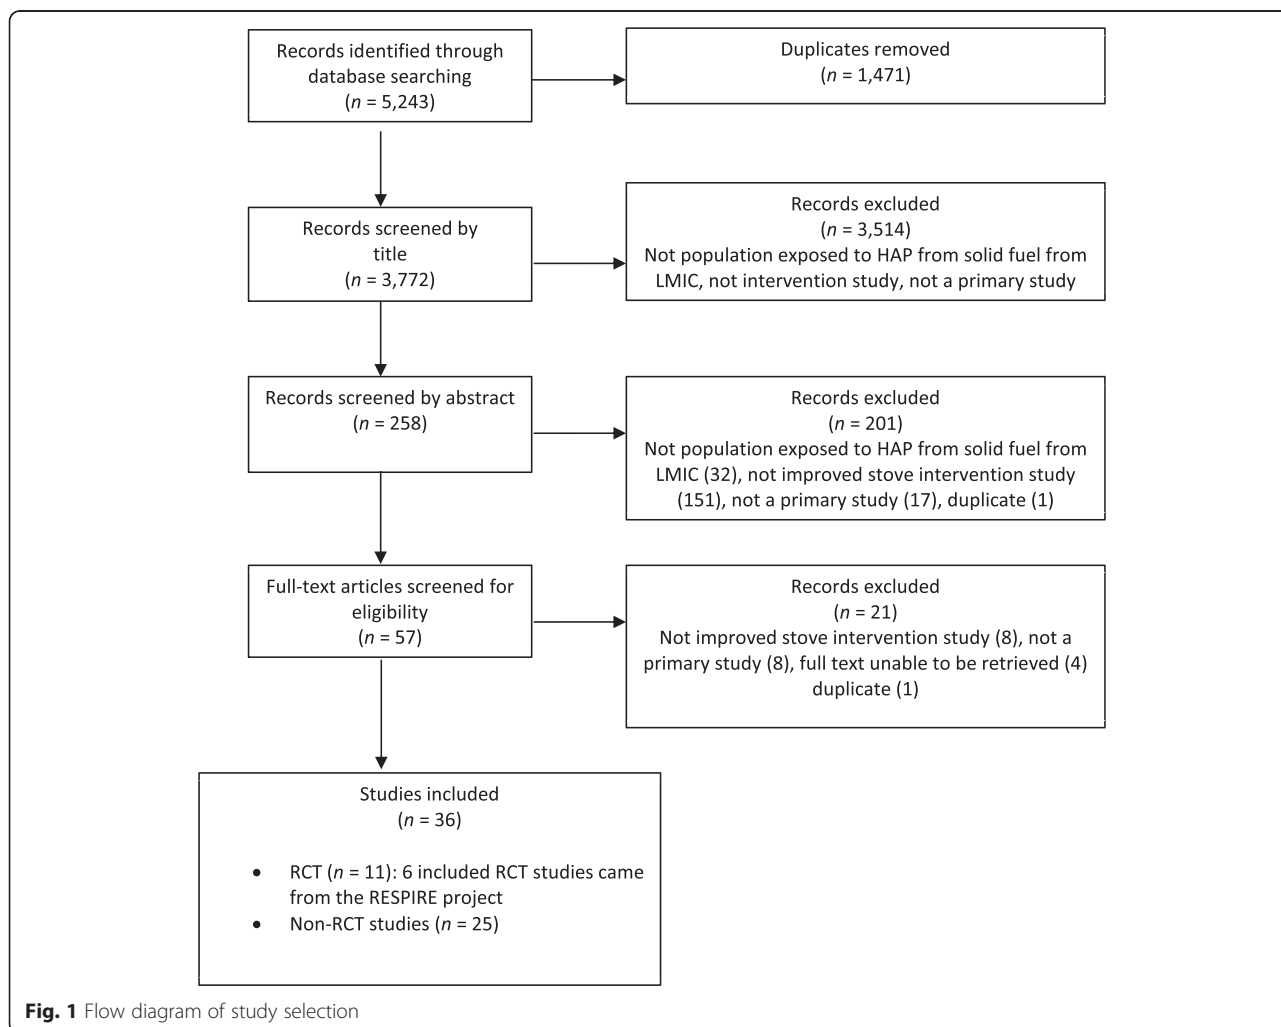 Records identified through
database searching
(n = 5,243)
Duplicates removed
(n = 1,471)
Records screened by
title
(n = 3,772)
Records excluded
(n = 3,514)
Not population exposed to HAP from solid fuel from
LMIC, not intervention study, not a primary study
Records screened by abstract
(n = 258)
Records excluded
(n = 201)
Not population exposed to HAP from solid fuel from
LMIC (32), not improved stove intervention study
(151), not a primary study (17), duplicate (1)
Full-text articles screened for
eligibility
(n = 57)
Records excluded
(n = 21)
Not improved stove intervention study (8), not a
primary study (8), full text unable to be retrieved (4)
duplicate (1)
Studies included
(n = 36)
• RCT (n = 11): 6 included RCT studies came
from the RESPIRE project
• Non-RCT studies (n = 25)
Fig. 1 Flow diagram of study selection